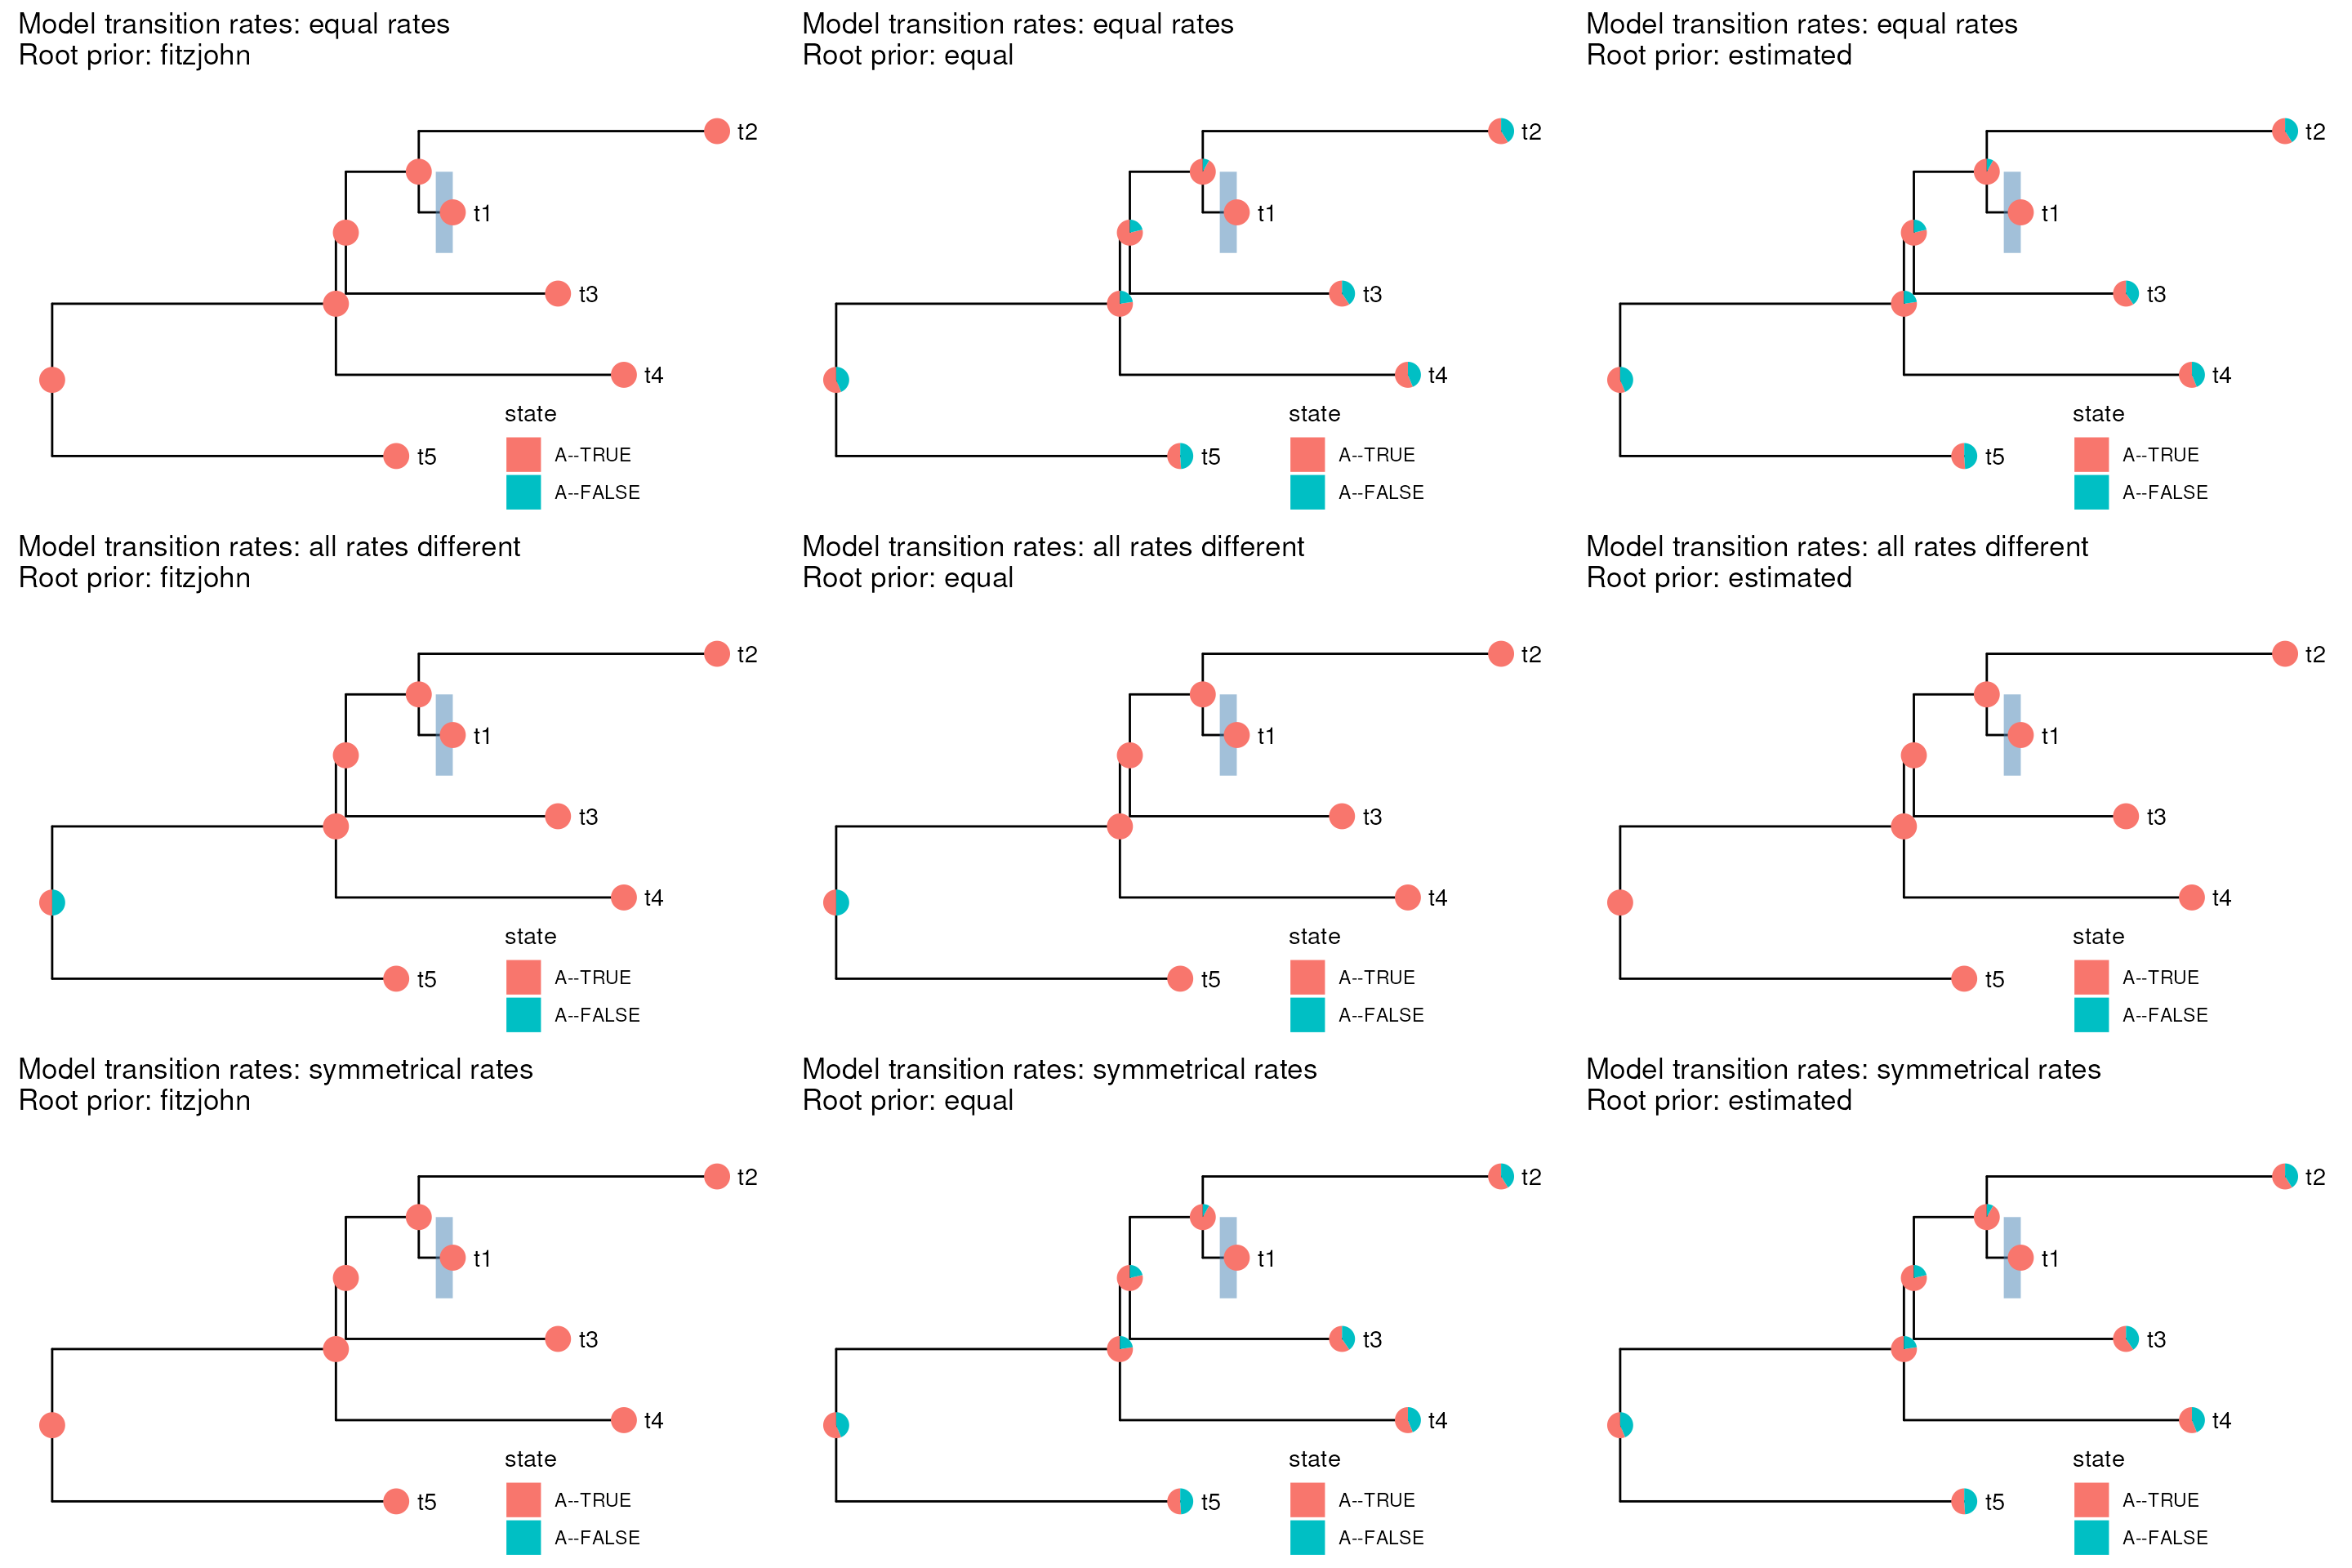 Model transition rates: equal rates
Root prior: fitzjohn
t2
t1
t3
t4
state
A--TRUE
t5
A--FALSE
Model transition rates: equal rates
Root prior: equal
t2
t1
t3
t4
state
A--TRUE
t5
A--FALSE
Model transition rates: equal rates
Root prior: estimated
t2
t1
t3
t4
state
A--TRUE
t5
A--FALSE
Model transition rates: all rates different
Root prior: fitzjohn
t2
t1
t3
t4
state
A--TRUE
t5
A--FALSE
Model transition rates: all rates different
Root prior: equal
t2
t1
t3
t4
state
A--TRUE
t5
A--FALSE
Model transition rates: all rates different
Root prior: estimated
t2
t1
t3
t4
state
A--TRUE
t5
A--FALSE
Model transition rates: symmetrical rates
Root prior: fitzjohn
t2
t1
t3
t4
state
A--TRUE
t5
A--FALSE
Model transition rates: symmetrical rates
Root prior: equal
t2
t1
t3
t4
state
A--TRUE
t5
A--FALSE
Model transition rates: symmetrical rates
Root prior: estimated
t2
t1
t3
t4
state
A--TRUE
t5
A--FALSE